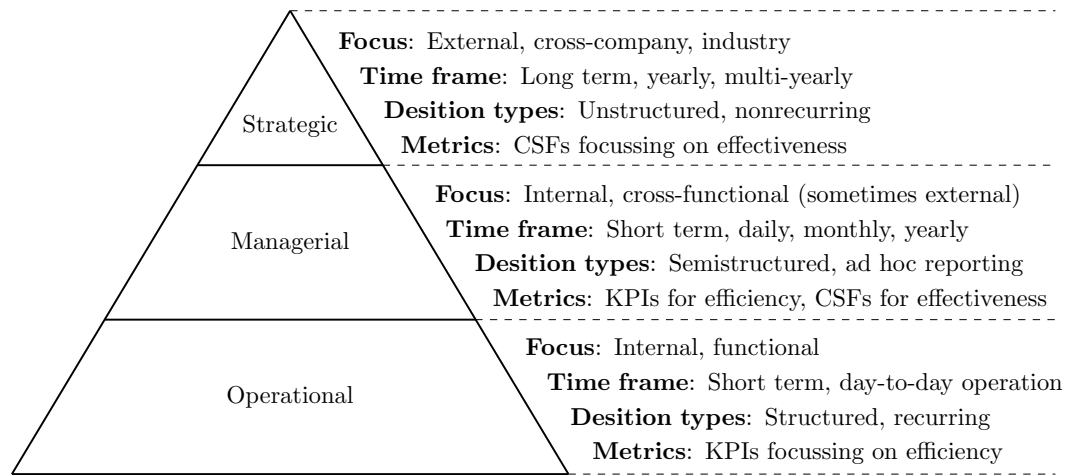 Focus: External, cross-company, industry
Time frame: Long term, yearly, multi-yearly
Desition types: Unstructured, nonrecurring
Strategic
Metrics: CSFs focussing on effectiveness
Focus: Internal, cross-functional (sometimes external)
Time frame: Short term, daily, monthly, yearly
Managerial
Desition types: Semistructured, ad hoc reporting
Metrics: KPIs for efficiency, CSFs for effectiveness
Focus: Internal, functional
Time frame: Short term, day-to-day operation
Operational
Desition types: Structured, recurring
Metrics: KPIs focussing on efficiency